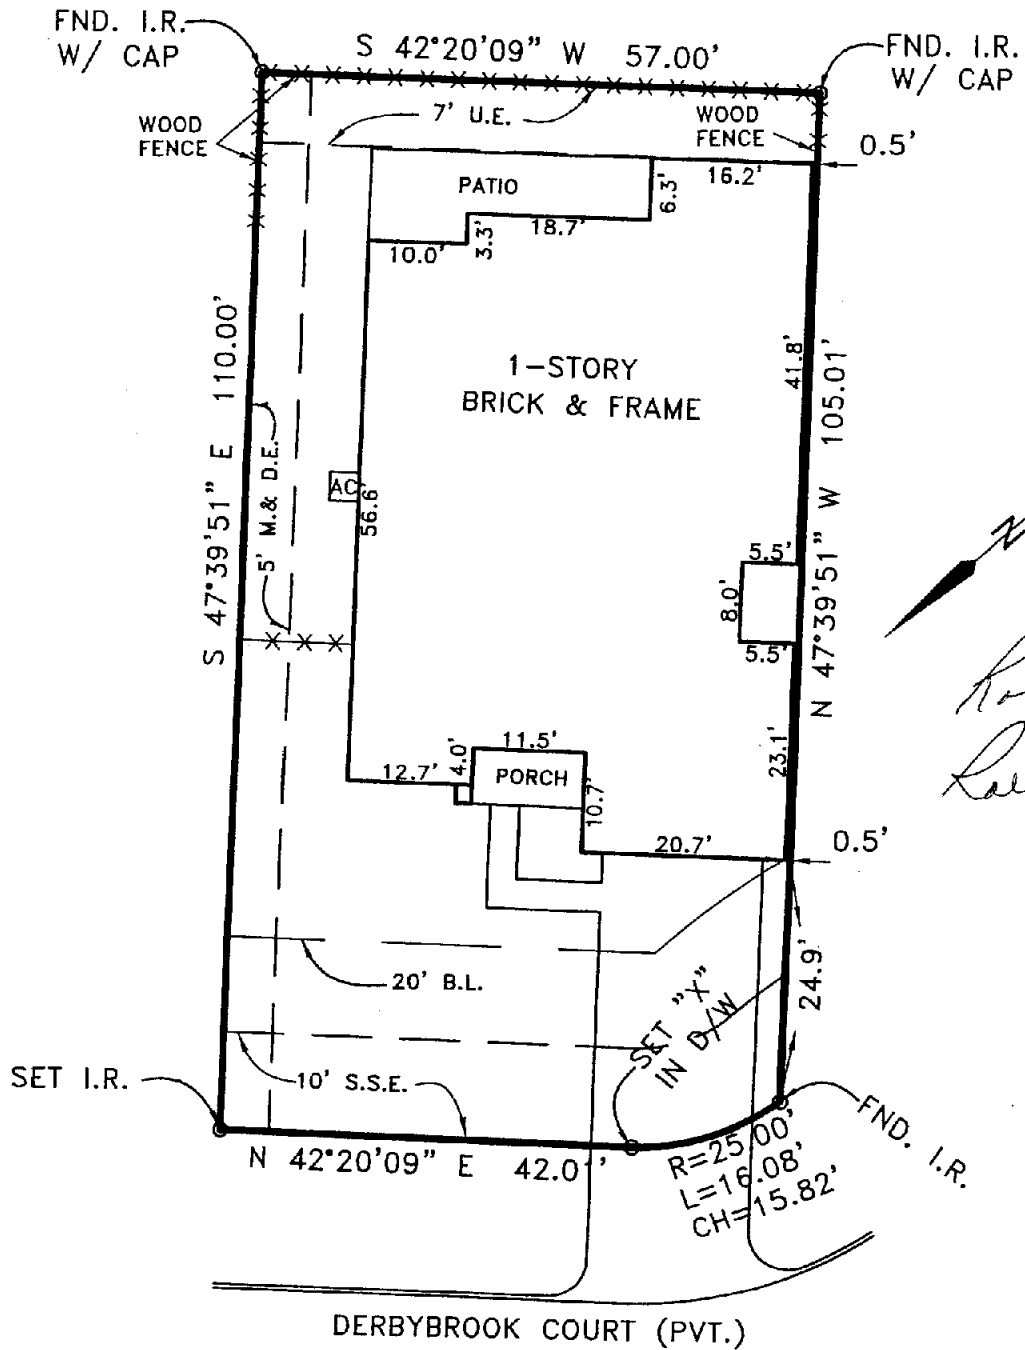 FND. I.R.
W/ CAP
S 42°20'09" W 57.00'
FND. I.R.
W/ CAP
7' U.E.
WOOD
FENCE
WOOD
FENCE
0.5'
16.2'
PATIO
6.3'
18.7'
3.3'
10.0'
S 47°39'51" E 110.00'
1-STORY
BRICK & FRAME
41.8'
N 47°39'51" W 105.01'
5' M.& D.E.
AC
56.6'
5.5'
8.0'
5.5'
N
23.1'
11.5'
4.0'
12.7'
PORCH
10.7'
20.7'
0.5'
24.9'
20' B.L.
SET "X"
IN D/W
10' S.S.E.
SET I.R.
FND. I.R.
N 42°20'09" E 42.01'
R=25.00'
L=16.08'
CH=15.82'
DERBYBROOK COURT (PVT.)